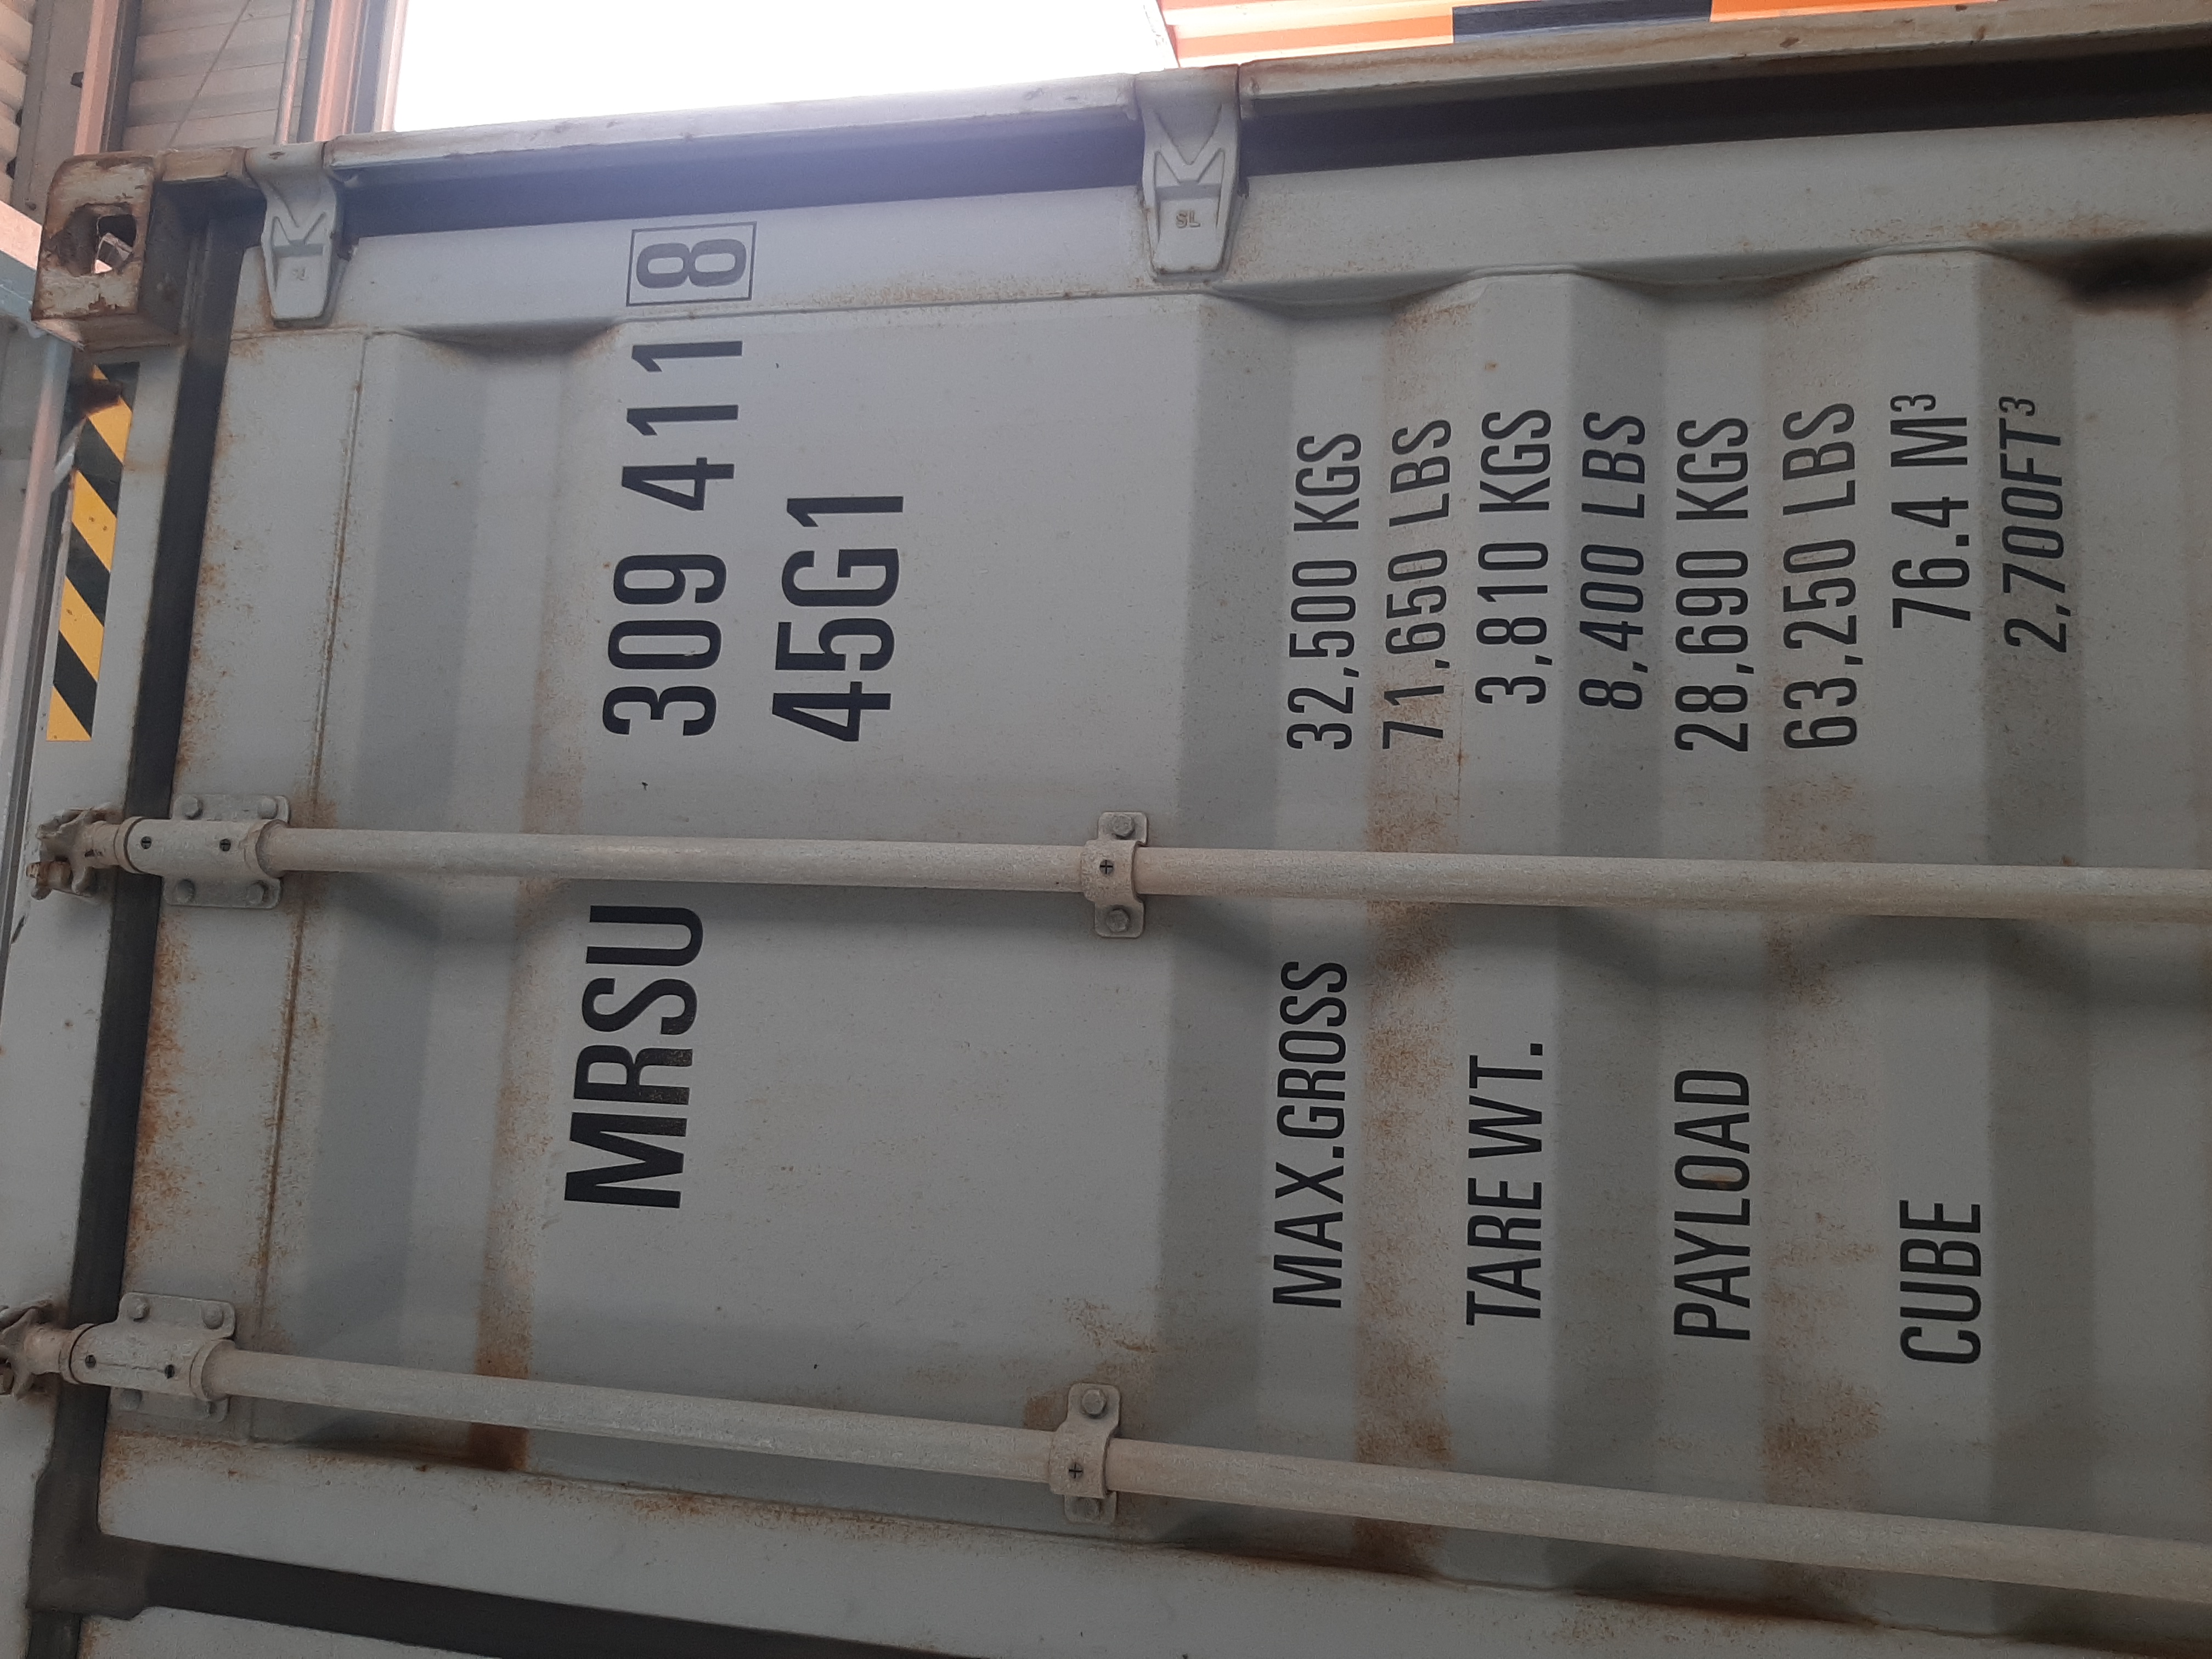 MRSU 309 411 8
45G1
MAX.GROSS 32,500 KGS
71,650 LBS
TARE WT. 3,810 KGS
8,400 LBS
PAYLOAD 28,690 KGS
63,250 LBS
CUBE 76.4 M³
2,700FT³
SL